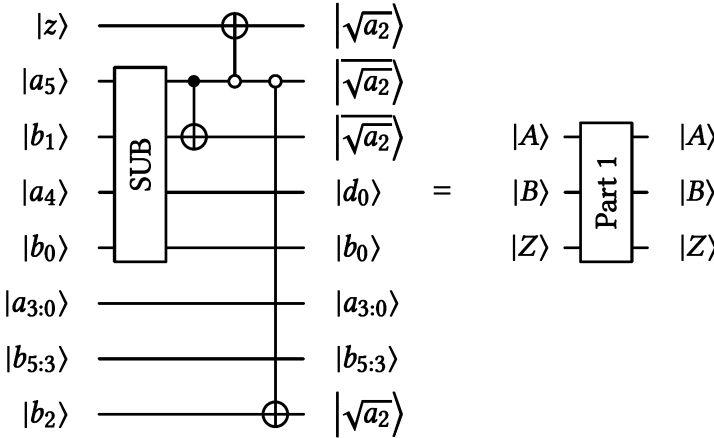 |z⟩ |√a₂⟩
|a₅⟩ |√a₂̅⟩
|b₁⟩ |√a₂̅⟩ |A⟩ |A⟩
SUB
|a₄⟩ |d₀⟩ = |B⟩ Part 1 |B⟩
|b₀⟩ |b₀⟩ |Z⟩ |Z⟩
|a₃:₀⟩ |a₃:₀⟩
|b₅:₃⟩ |b₅:₃⟩
|b₂⟩ |√a₂⟩